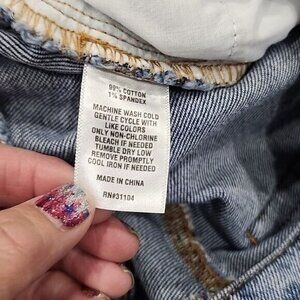 99% COTTON
1% SPANDEX
MACHINE WASH COLD
GENTLE CYCLE WITH
LIKE COLORS
ONLY NON-CHLORINE
BLEACH IF NEEDED
TUMBLE DRY LOW
REMOVE PROMPTLY
COOL IRON IF NEEDED
MADE IN CHINA
RN#31104